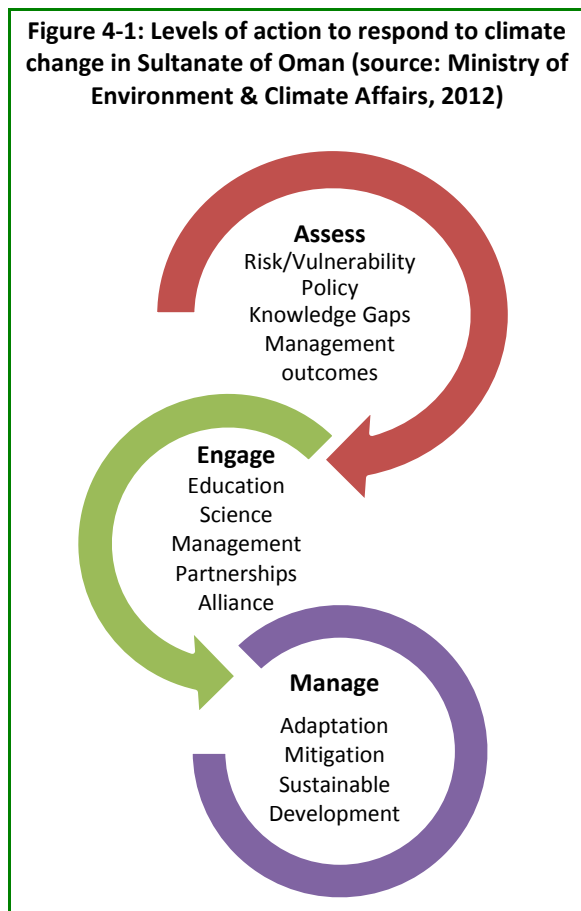 Figure 4-1: Levels of action to respond to climate
change in Sultanate of Oman (source: Ministry of
Environment & Climate Affairs, 2012)
Assess
Risk/Vulnerability
Policy
Knowledge Gaps
Management
outcomes
Engage
Education
Science
Management
Partnerships
Alliance
Manage
Adaptation
Mitigation
Sustainable
Development